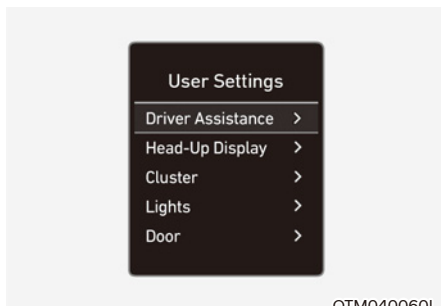 User Settings
Driver Assistance >
Head-Up Display >
Cluster >
Lights >
Door >